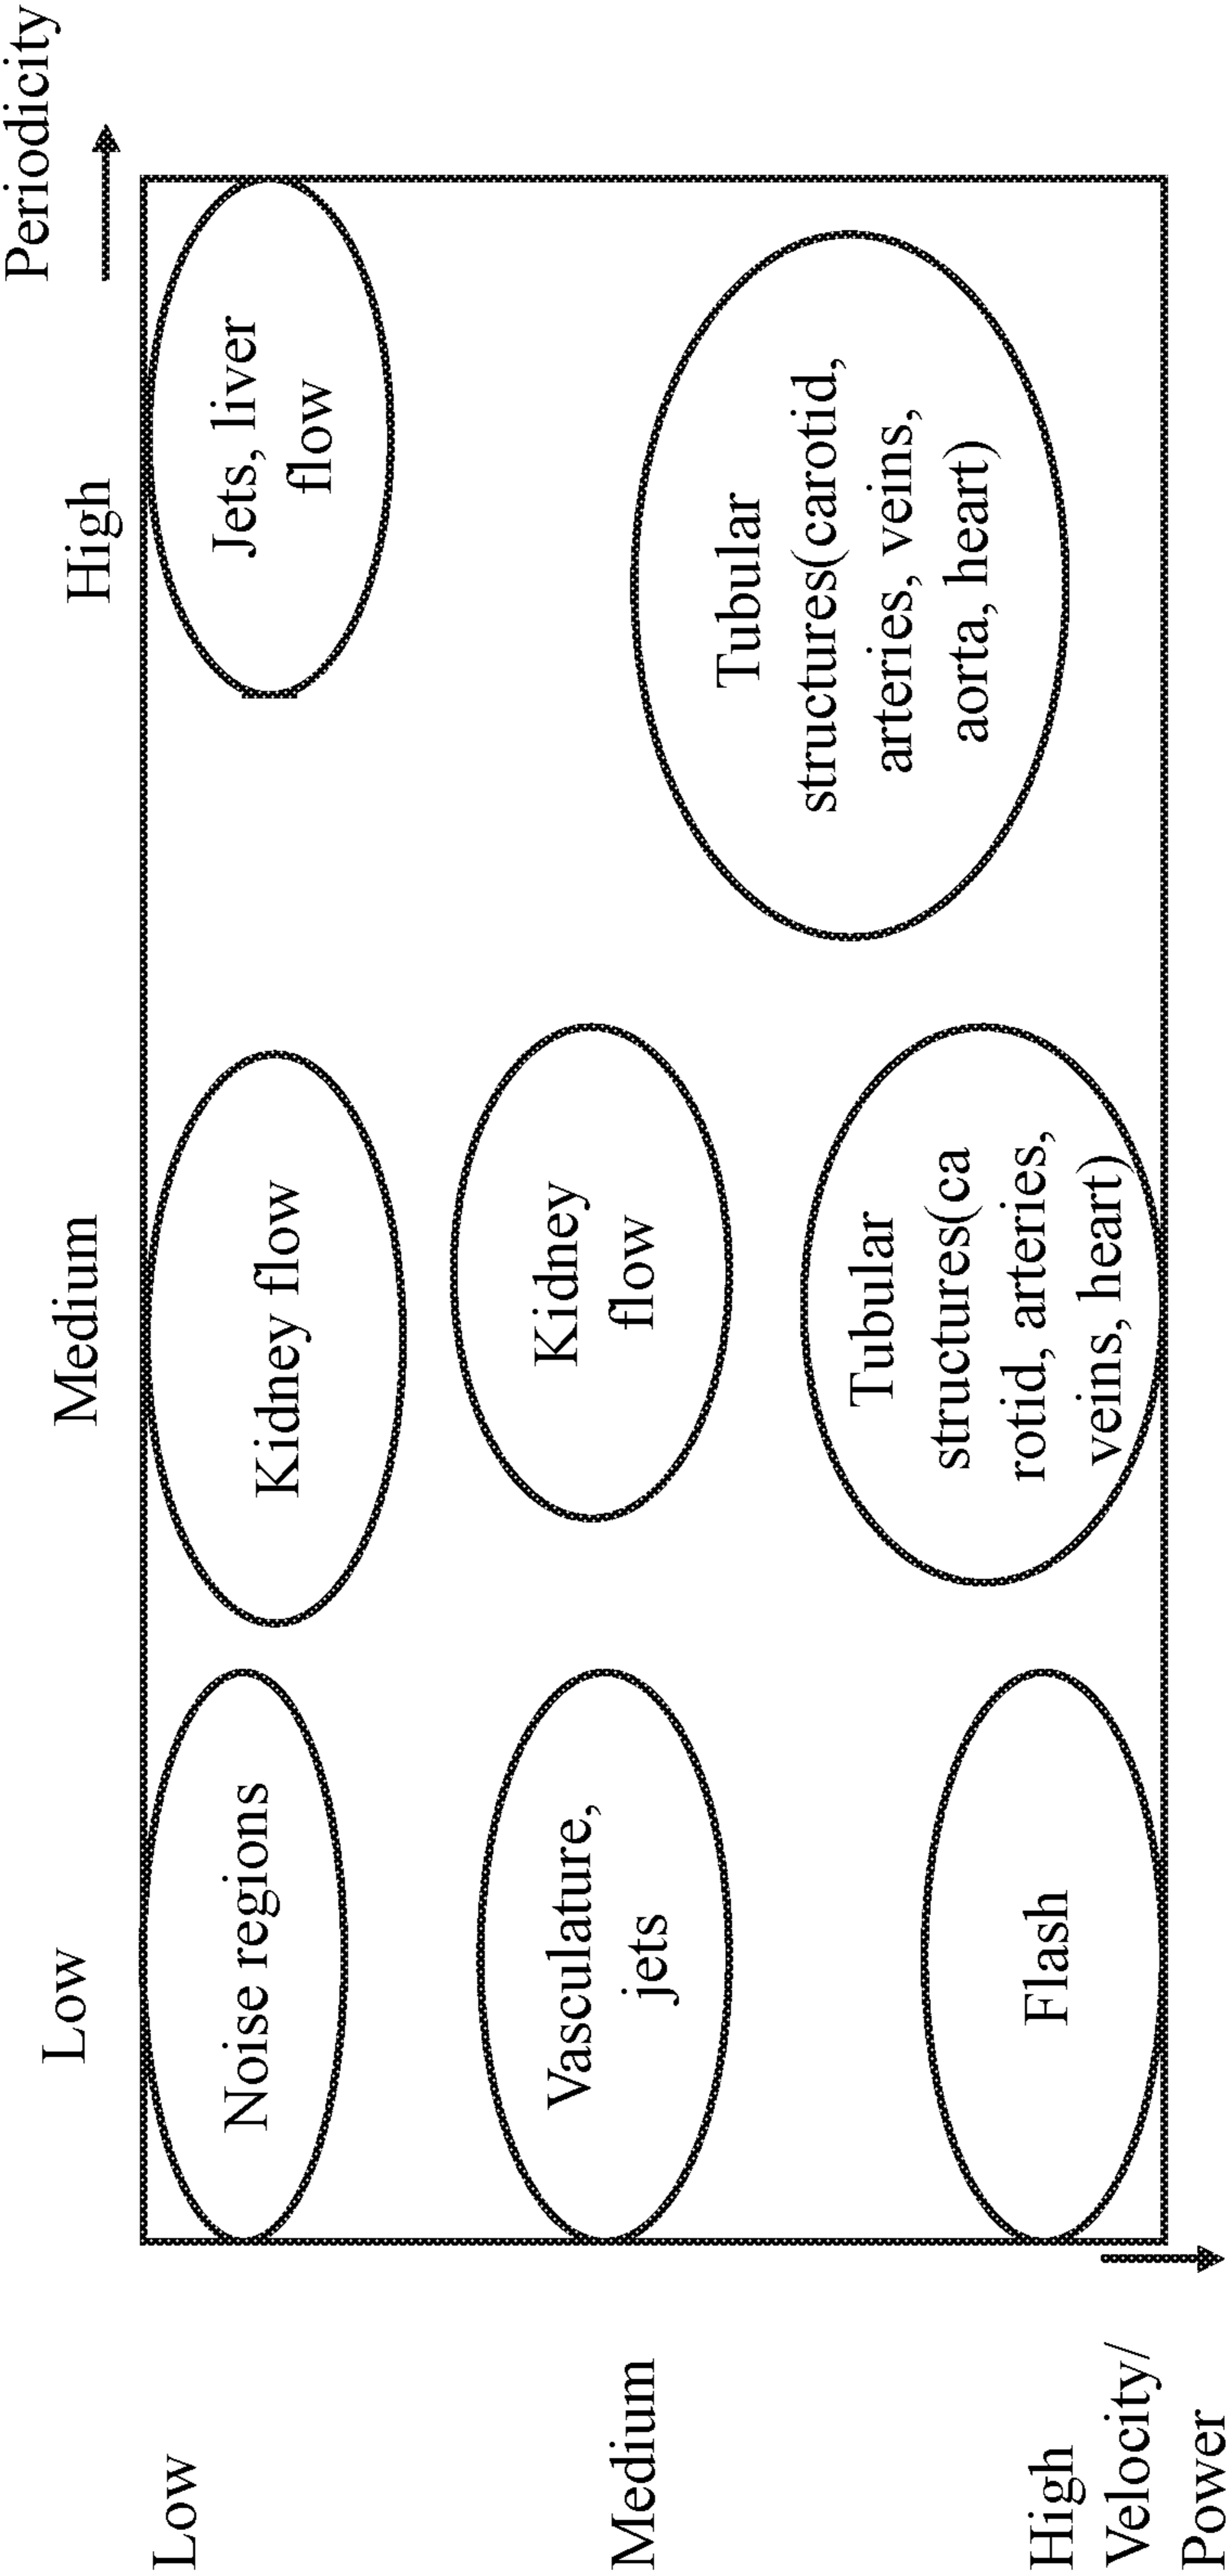 Periodicity
Low
Medium
High
Low
Noise regions
Kidney flow
Jets, liver
flow
Medium
Vasculature,
jets
Kidney
flow
Tubular
structures(carotid,
arteries, veins,
aorta, heart)
High
Velocity/
Power
Flash
Tubular
structures(ca
rotid, arteries,
veins, heart)